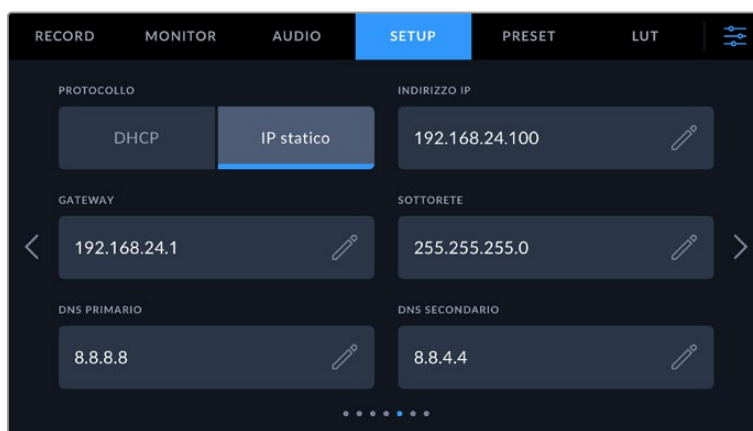 RECORD MONITOR AUDIO SETUP PRESET LUT
PROTOCOLLO INDIRIZZO IP
DHCP IP statico 192.168.24.100
GATEWAY SOTTORETE
192.168.24.1 255.255.255.0
DNS PRIMARIO DNS SECONDARIO
8.8.8.8 8.8.4.4